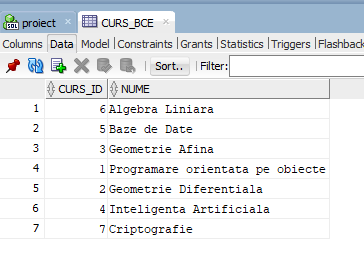 proiect CURS_BCE
Columns Data Model Constraints Grants Statistics Triggers Flashback
Sort.. Filter:
CURS_ID NUME
1 6 Algebra Liniara
2 5 Baze de Date
3 3 Geometrie Afina
4 1 Programare orientata pe obiecte
5 2 Geometrie Diferentiala
6 4 Inteligenta Artificiala
7 7 Criptografie